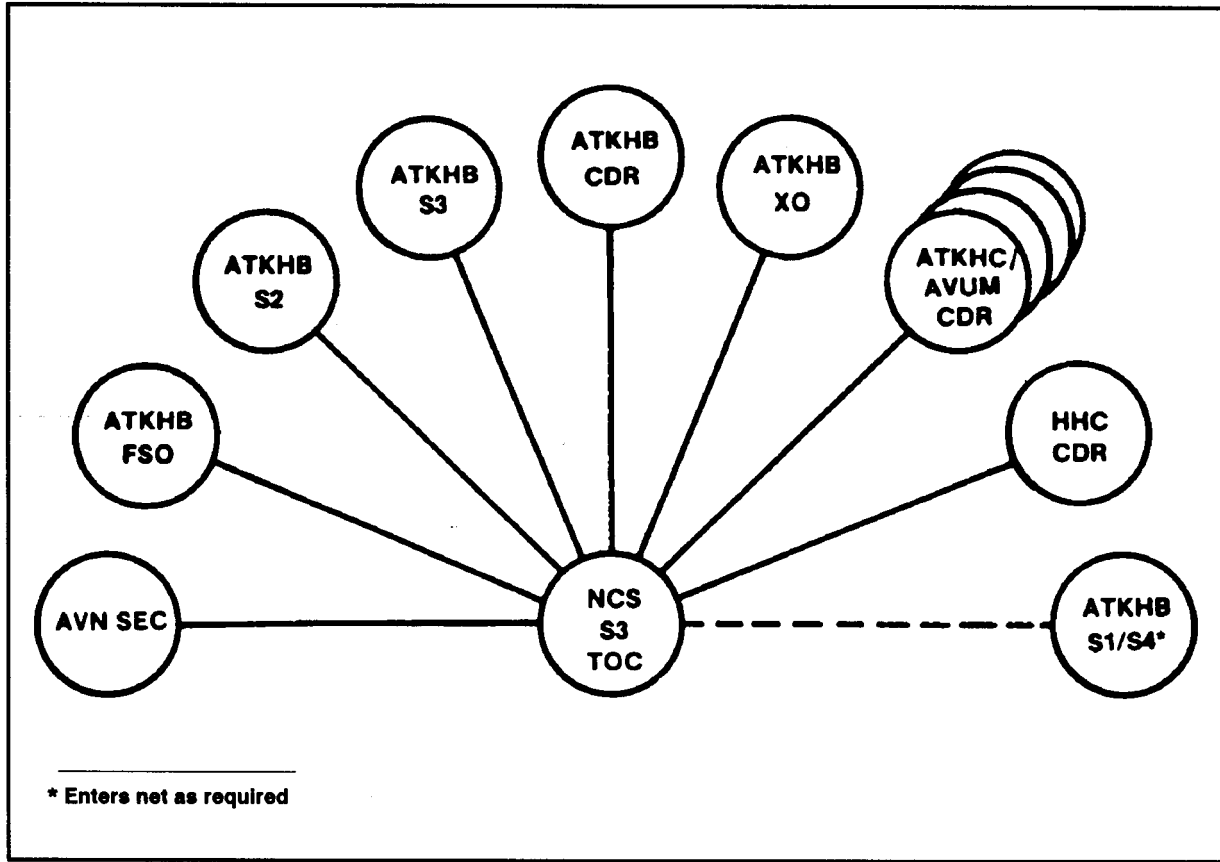 ATKHB
CDR
ATKHB
S3
ATKHB
XO
ATKHB
S2
ATKHC/
AVUM
CDR
ATKHB
FSO
HHC
CDR
AVN SEC
NCS
S3
TOC
ATKHB
S1/S4*
* Enters net as required